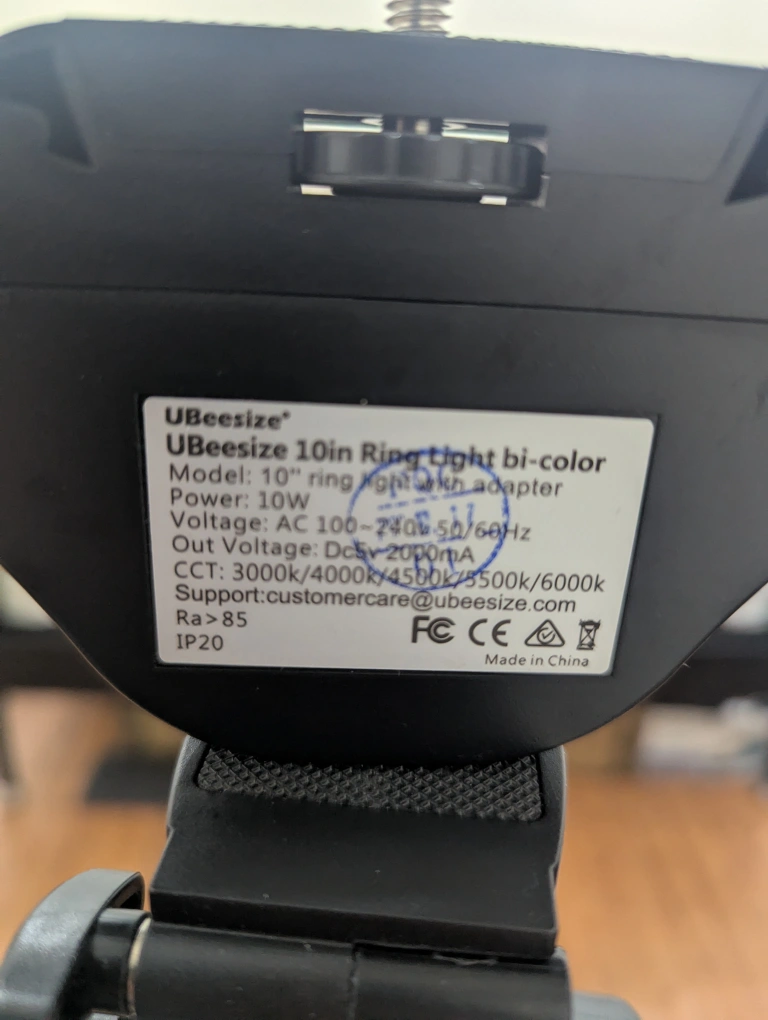 UBeesize®
UBeesize 10in Ring Light bi-color
Model: 10" ring light with adapter
Power: 10W
Voltage: AC 100~240v 50/60Hz
Out Voltage: Dc5v 2000mA
CCT: 3000k/4000k/4500k/5500k/6000k
Support:customercare@ubeesize.com
Ra>85
IP20
FC CE
Made in China